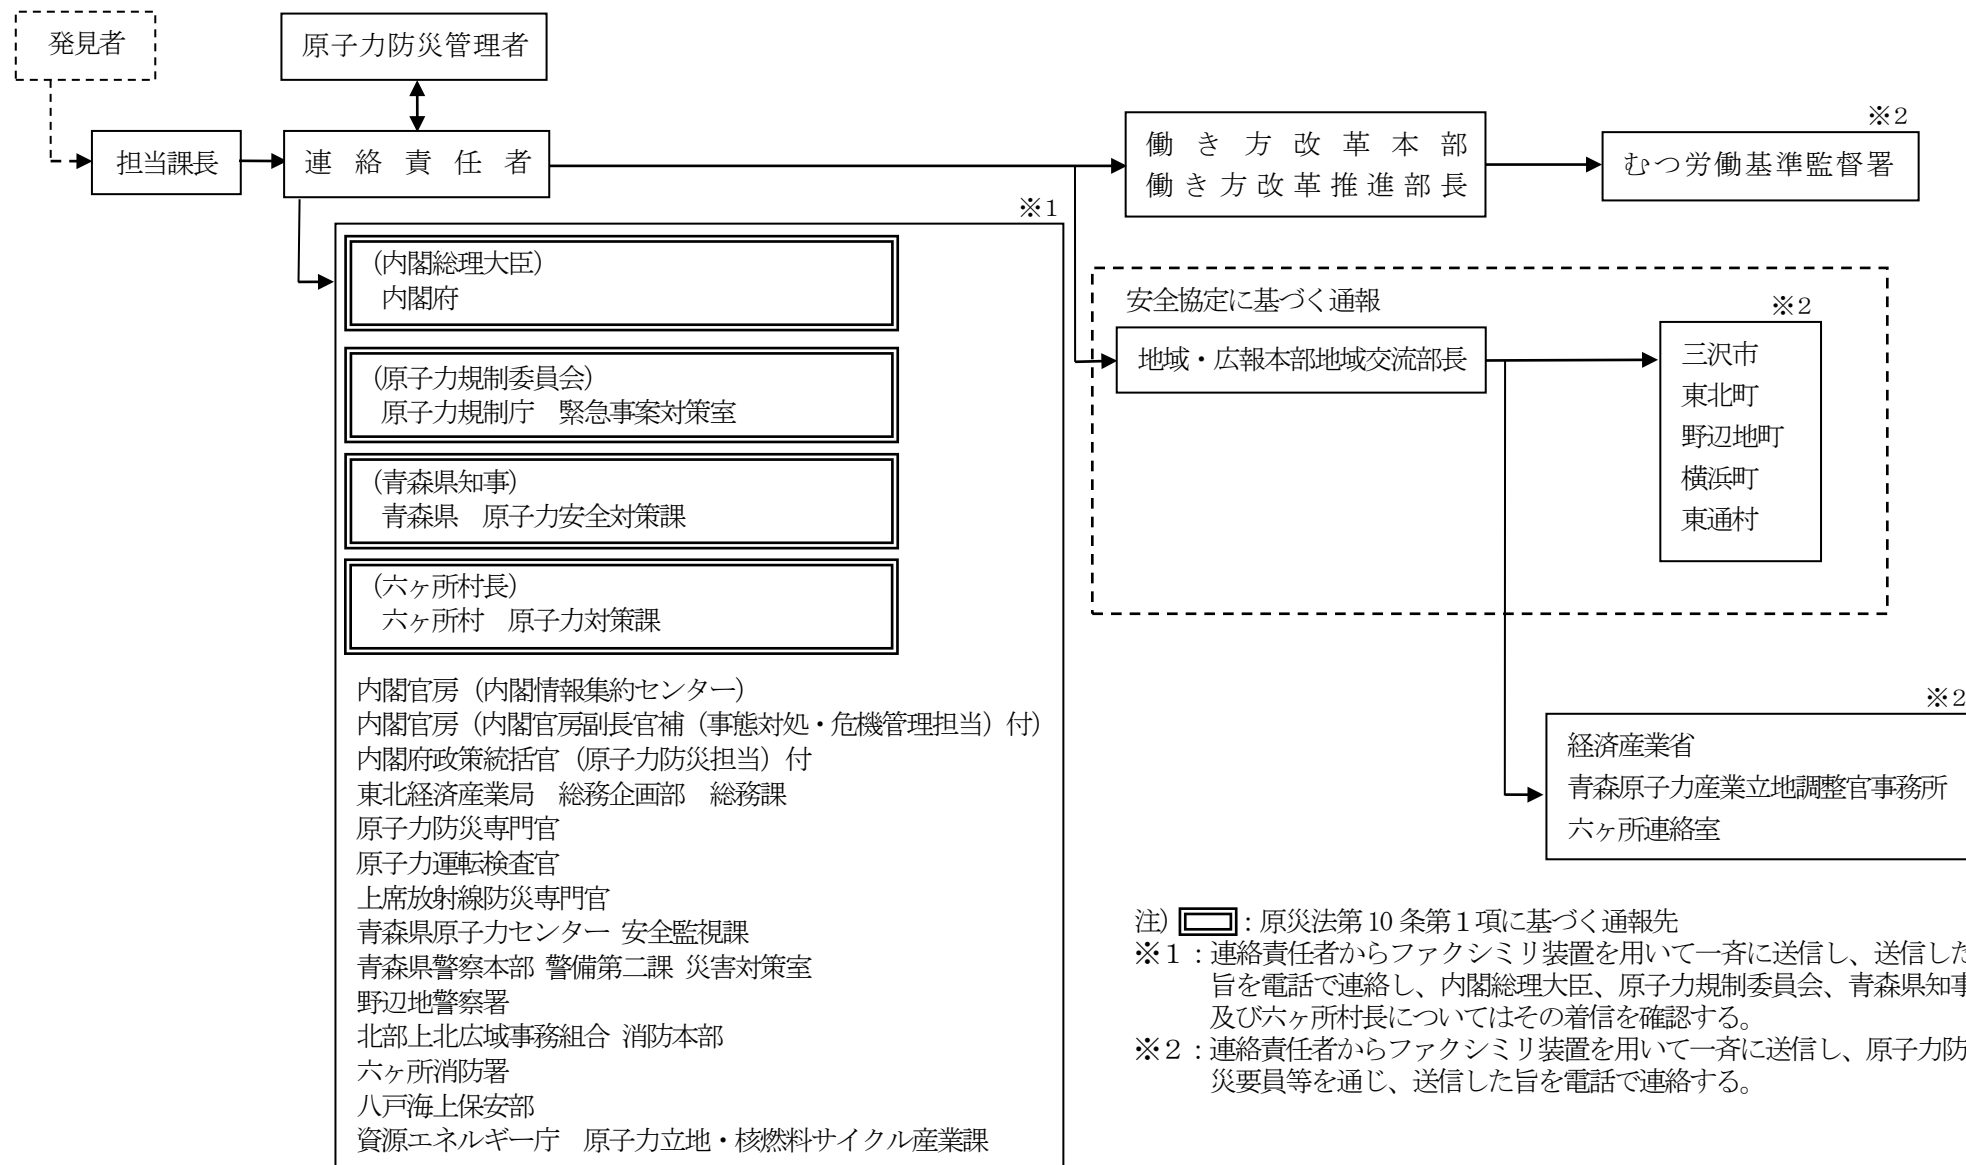 発見者
原子力防災管理者
担当課長
連絡責任者
働き方改革本部
働き方改革推進部長
※2
むつ労働基準監督署
※1
(内閣総理大臣)
内閣府
(原子力規制委員会)
原子力規制庁　緊急事案対策室
(青森県知事)
青森県　原子力安全対策課
(六ヶ所村長)
六ヶ所村　原子力対策課
内閣官房（内閣情報集約センター）
内閣官房（内閣官房副長官補（事態対処・危機管理担当）付）
内閣府政策統括官（原子力防災担当）付
東北経済産業局　総務企画部　総務課
原子力防災専門官
原子力運転検査官
上席放射線防災専門官
青森県原子力センター 安全監視課
青森県警察本部 警備第二課 災害対策室
野辺地警察署
北部上北広域事務組合 消防本部
六ヶ所消防署
八戸海上保安部
資源エネルギー庁　原子力立地・核燃料サイクル産業課
安全協定に基づく通報
※2
地域・広報本部地域交流部長
三沢市
東北町
野辺地町
横浜町
東通村
※2
経済産業省
青森原子力産業立地調整官事務所
六ヶ所連絡室
注) ：原災法第10条第1項に基づく通報先
※1：連絡責任者からファクシミリ装置を用いて一斉に送信し、送信した
旨を電話で連絡し、内閣総理大臣、原子力規制委員会、青森県知事
及び六ヶ所村長についてはその着信を確認する。
※2：連絡責任者からファクシミリ装置を用いて一斉に送信し、原子力防
災要員等を通じ、送信した旨を電話で連絡する。